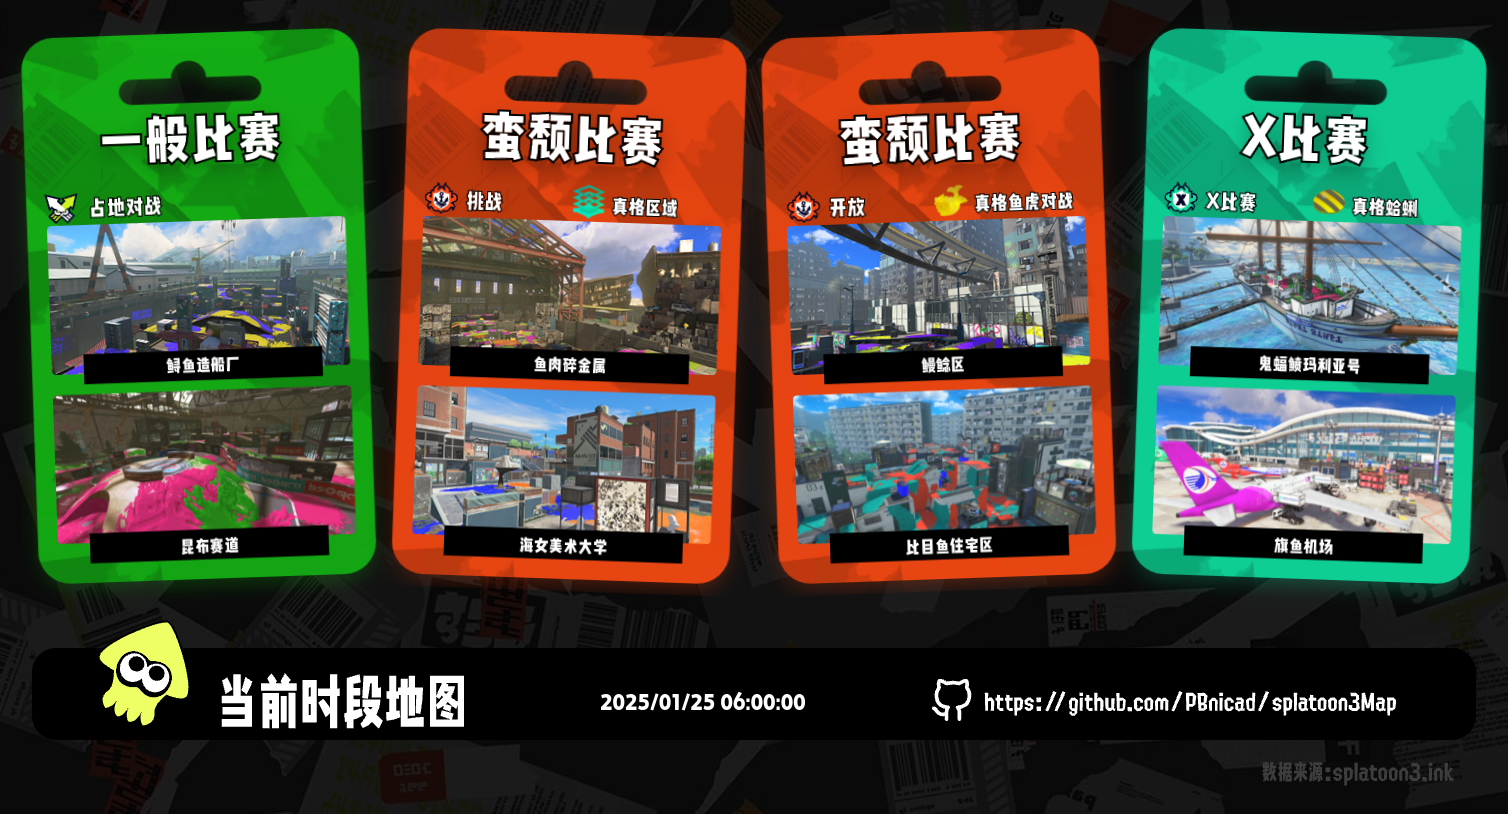 一般比赛
占地对战
鲟鱼造船厂
昆布赛道
蛮颓比赛
挑战
真格区域
鱼肉碎金属
海女美术大学
蛮颓比赛
开放
真格鱼虎对战
鳗鲶区
比目鱼住宅区
X比赛
X比赛
真格蛤蜊
鬼蝠鲼玛利亚号
旗鱼机场
当前时段地图
2025/01/25 06:00:00
https://github.com/PBnicad/splatoon3Map
数据来源:splatoon3.ink